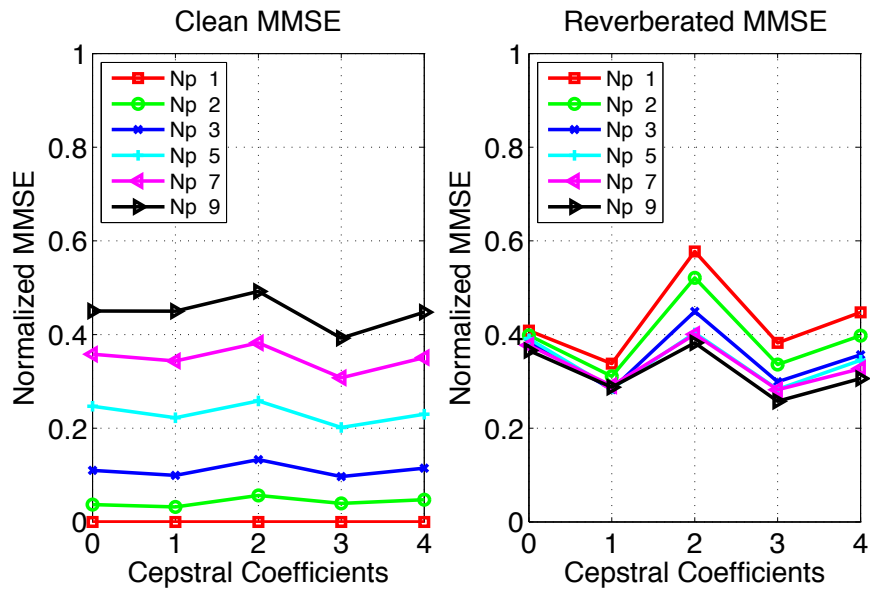 Clean MMSE
Normalized MMSE
1
0.8
0.6
0.4
0.2
0
Np 1
Np 2
Np 3
Np 5
Np 7
Np 9
0 1 2 3 4
Cepstral Coefficients
Reverberated MMSE
Normalized MMSE
1
0.8
0.6
0.4
0.2
0
Np 1
Np 2
Np 3
Np 5
Np 7
Np 9
0 1 2 3 4
Cepstral Coefficients